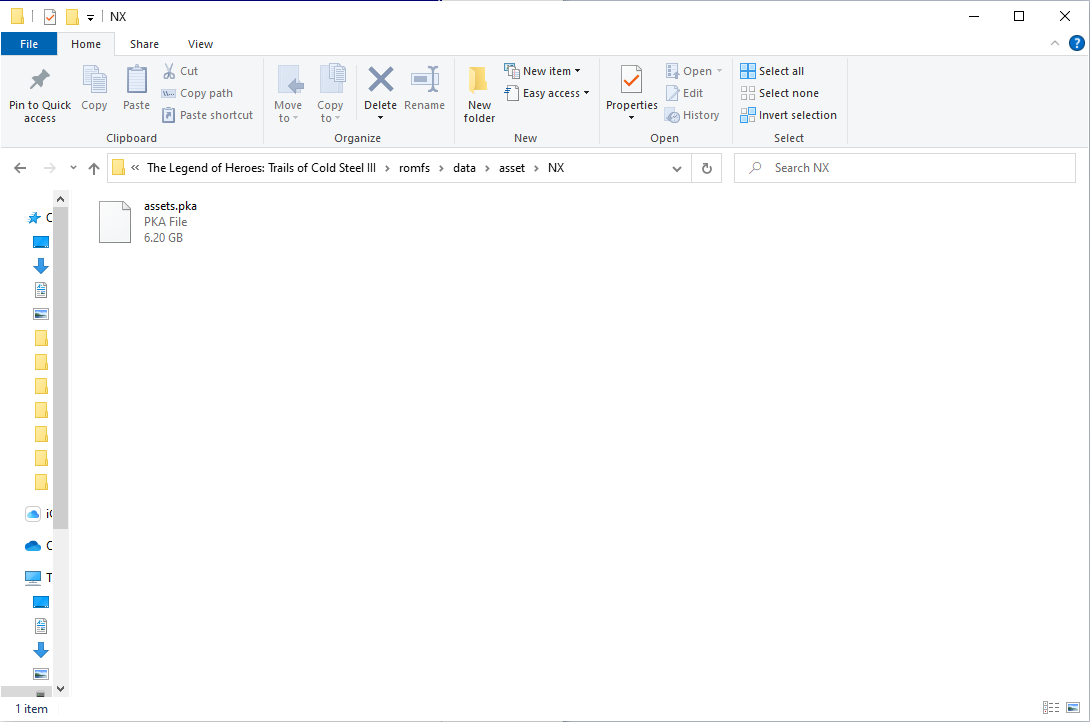 NX
File Home Share View
Pin to Quick access
Copy
Paste
Cut
Copy path
Paste shortcut
Clipboard
Move to
Copy to
Delete
Rename
Organize
New folder
New item
Easy access
New
Properties
Open
Edit
History
Open
Select all
Select none
Invert selection
Select
« The Legend of Heroes: Trails of Cold Steel III › romfs › data › asset › NX
Search NX
assets.pka
PKA File
6.20 GB
1 item